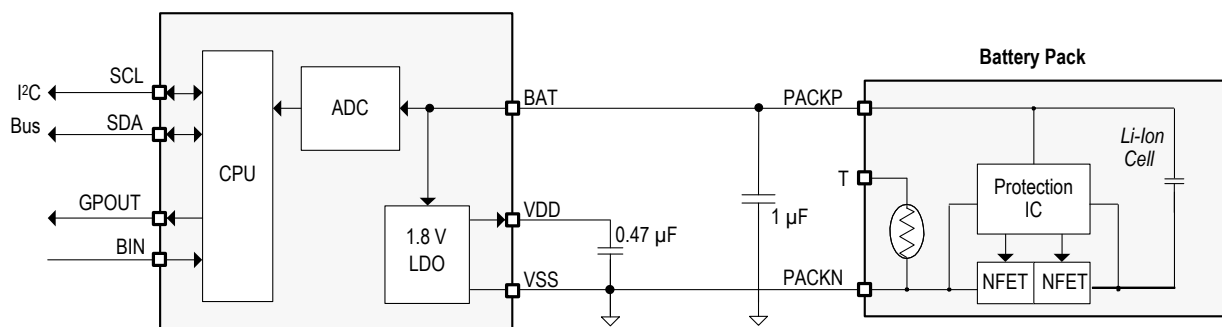 Battery Pack
I²C
Bus
SCL
SDA
GPOUT
BIN
CPU
ADC
1.8 V
LDO
BAT
VDD
VSS
0.47 µF
1 µF
PACKP
T
PACKN
Protection
IC
NFET
NFET
Li-Ion
Cell